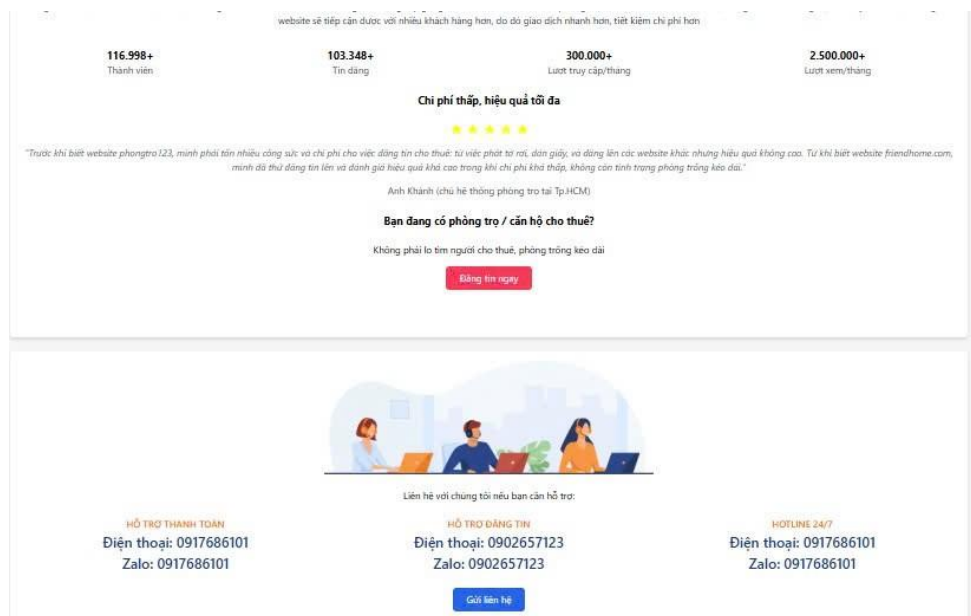 website sẽ tiếp cận được với nhiều khách hàng hơn, do đó giao dịch nhanh hơn, tiết kiệm chi phí hơn
116.998+
Thành viên
103.348+
Tin đăng
300.000+
Lượt truy cập/tháng
2.500.000+
Lượt xem/tháng
Chi phí thấp, hiệu quả tối đa
"Trước khi biết website phongtro123, mình phải tốn nhiều công sức và chi phí cho việc đăng tin cho thuê: từ việc phát tờ rơi, dán giấy, và đăng lên các website khác nhưng hiệu quả không cao. Từ khi biết website friendhome.com,
mình đã thử đăng tin lên và đánh giá hiệu quả khá cao trong khi chi phí khá thấp, không còn tình trạng phòng trống kéo dài."
Anh Khánh (chủ hệ thống phòng trọ tại Tp.HCM)
Bạn đang có phòng trọ / căn hộ cho thuê?
Không phải lo tìm người cho thuê, phòng trống kéo dài
Đăng tin ngay
Liên hệ với chúng tôi nếu bạn cần hỗ trợ:
HỖ TRỢ THANH TOÁN
Điện thoại: 0917686101
Zalo: 0917686101
HỖ TRỢ ĐĂNG TIN
Điện thoại: 0902657123
Zalo: 0902657123
HOTLINE 24/7
Điện thoại: 0917686101
Zalo: 0917686101
Gửi liên hệ